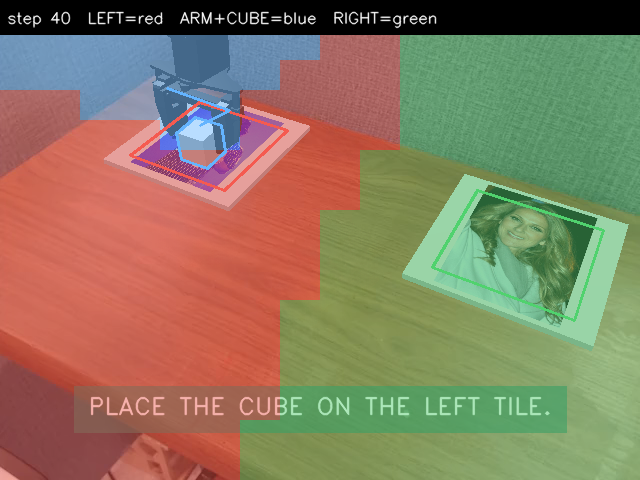 step 40 LEFT=red ARM+CUBE=blue RIGHT=green
PLACE THE CUBE ON THE LEFT TILE.